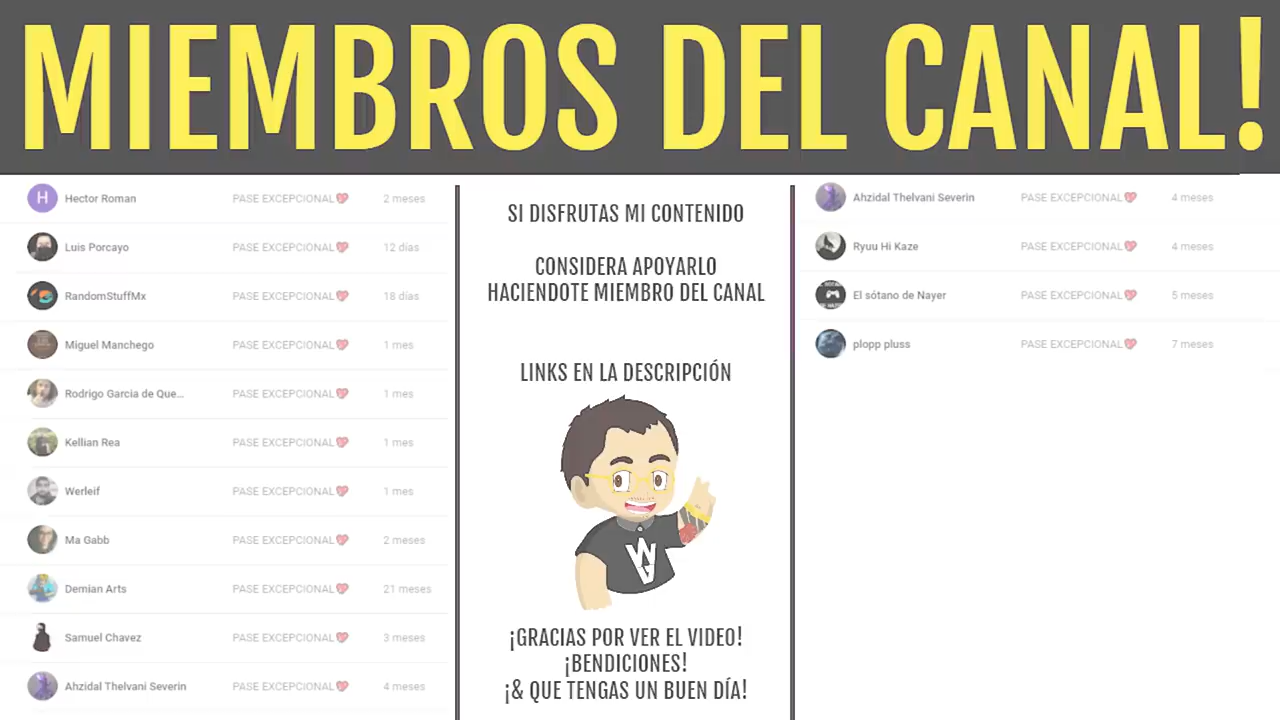 MIEMBROS DEL CANAL!
H Hector Roman PASE EXCEPCIONAL 2 meses
Luis Porcayo PASE EXCEPCIONAL 12 días
RandomStuffMx PASE EXCEPCIONAL 18 días
Miguel Manchego PASE EXCEPCIONAL 1 mes
Rodrigo Garcia de Que... PASE EXCEPCIONAL 1 mes
Kellian Rea PASE EXCEPCIONAL 1 mes
Werleif PASE EXCEPCIONAL 1 mes
Ma Gabb PASE EXCEPCIONAL 2 meses
Demian Arts PASE EXCEPCIONAL 21 meses
Samuel Chavez PASE EXCEPCIONAL 3 meses
Ahzidal Thelvani Severin PASE EXCEPCIONAL 4 meses
SI DISFRUTAS MI CONTENIDO
CONSIDERA APOYARLO
HACIENDOTE MIEMBRO DEL CANAL
LINKS EN LA DESCRIPCIÓN
¡GRACIAS POR VER EL VIDEO!
¡BENDICIONES!
¡& QUE TENGAS UN BUEN DÍA!
Ahzidal Thelvani Severin PASE EXCEPCIONAL 4 meses
Ryuu Hi Kaze PASE EXCEPCIONAL 4 meses
El sótano de Nayer PASE EXCEPCIONAL 5 meses
plopp pluss PASE EXCEPCIONAL 7 meses